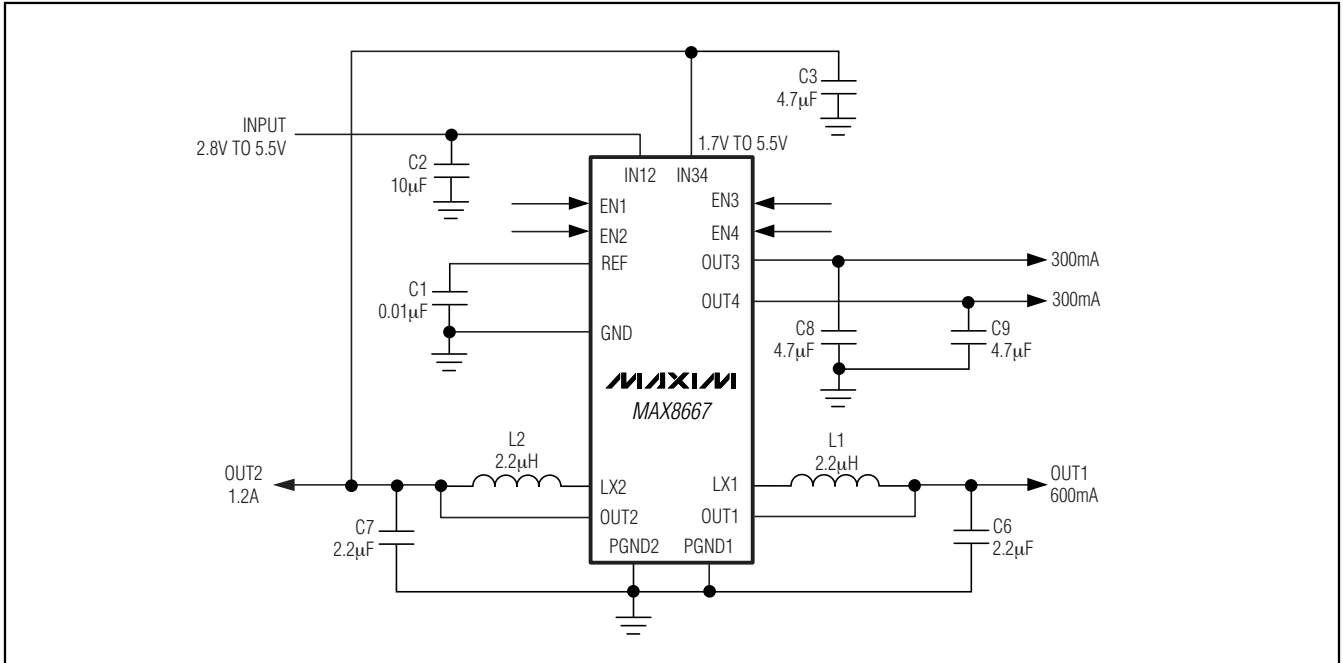 C3
4.7µF
INPUT
2.8V TO 5.5V
1.7V TO 5.5V
C2
10µF
IN12 IN34
EN1
EN3
EN2
EN4
REF
OUT3
300mA
C1
0.01µF
OUT4
300mA
GND
C8
4.7µF
C9
4.7µF
MAXIM
MAX8667
L2
2.2µH
L1
2.2µH
OUT2
1.2A
LX2
LX1
OUT1
600mA
OUT2
OUT1
C7
2.2µF
PGND2 PGND1
C6
2.2µF